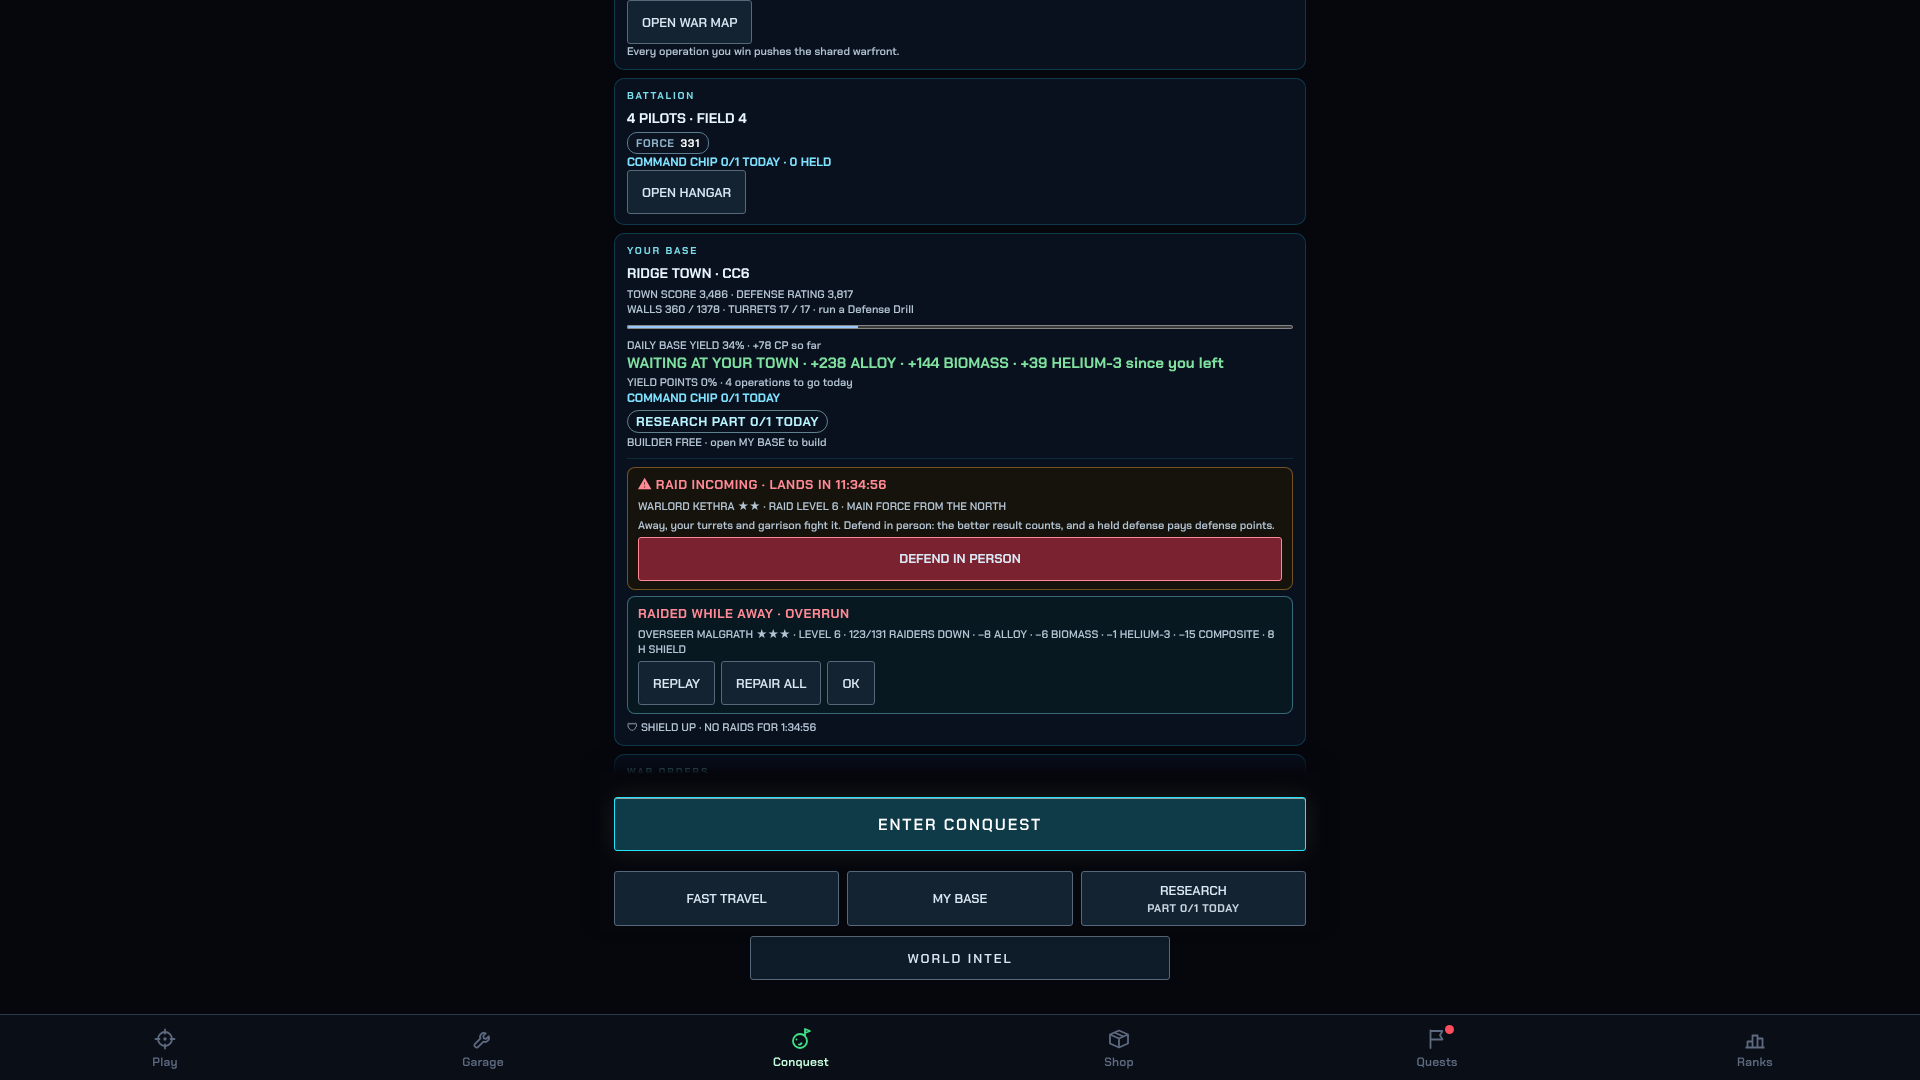 OPEN WAR MAP
Every operation you win pushes the shared warfront.
BATTALION
4 PILOTS · FIELD 4
FORCE 331
COMMAND CHIP 0/1 TODAY · 0 HELD
OPEN HANGAR
YOUR BASE
RIDGE TOWN · CC6
TOWN SCORE 3,486 · DEFENSE RATING 3,817
WALLS 360 / 1378 · TURRETS 17 / 17 · run a Defense Drill
DAILY BASE YIELD 34% · +78 CP so far
WAITING AT YOUR TOWN · +238 ALLOY · +144 BIOMASS · +39 HELIUM-3 since you left
YIELD POINTS 0% · 4 operations to go today
COMMAND CHIP 0/1 TODAY
RESEARCH PART 0/1 TODAY
BUILDER FREE · open MY BASE to build
RAID INCOMING · LANDS IN 11:34:56
WARLORD KETHRA ★★ · RAID LEVEL 6 · MAIN FORCE FROM THE NORTH
Away, your turrets and garrison fight it. Defend in person: the better result counts, and a held defense pays defense points.
DEFEND IN PERSON
RAIDED WHILE AWAY · OVERRUN
OVERSEER MALGRATH ★★★ · LEVEL 6 · 123/131 RAIDERS DOWN · −8 ALLOY · −6 BIOMASS · −1 HELIUM-3 · −15 COMPOSITE · 8
H SHIELD
REPLAY
REPAIR ALL
OK
SHIELD UP · NO RAIDS FOR 1:34:56
WAR ORDERS
ENTER CONQUEST
FAST TRAVEL
MY BASE
RESEARCH
PART 0/1 TODAY
WORLD INTEL
Play
Garage
Conquest
Shop
Quests
Ranks